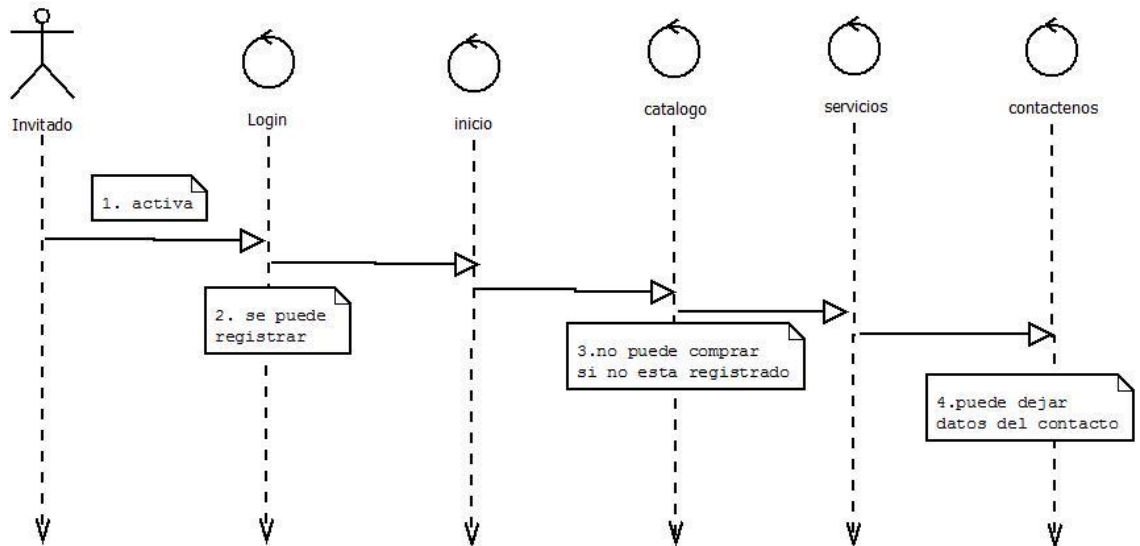 Invitado
Login
inicio
catalogo
servicios
contactenos
1. activa
2. se puede
registrar
3.no puede comprar
si no esta registrado
4.puede dejar
datos del contacto